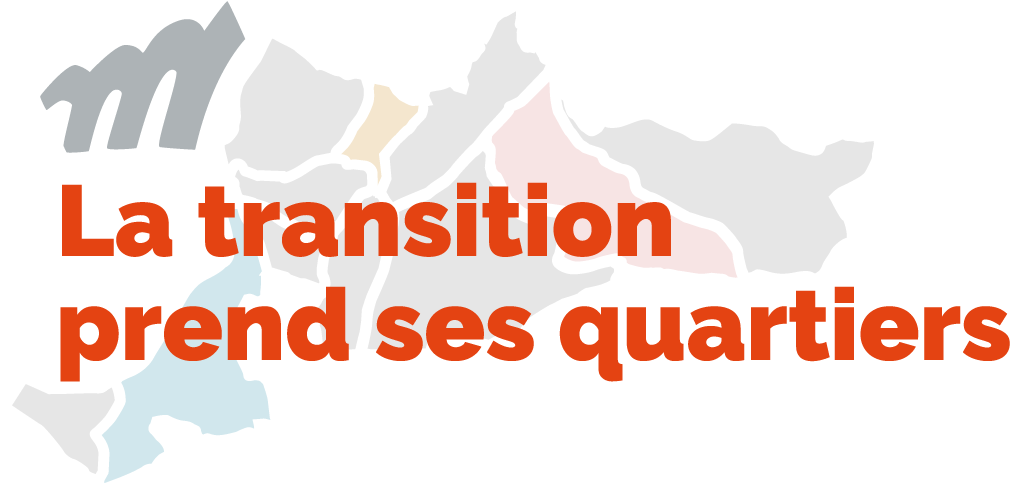 m
La transition
prend ses quartiers